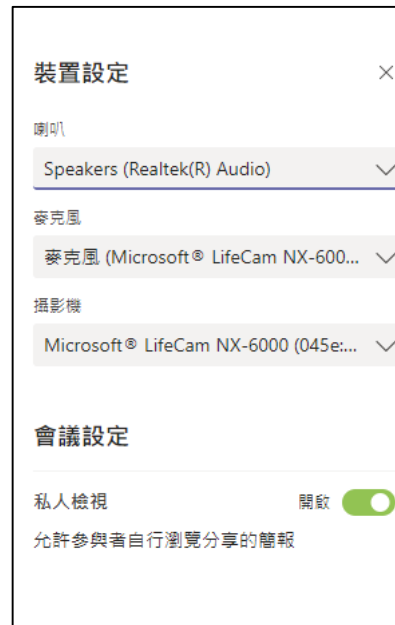 裝置設定
喇叭
Speakers (Realtek(R) Audio)
麥克風
麥克風 (Microsoft® LifeCam NX-600...
攝影機
Microsoft® LifeCam NX-6000 (045e:...
會議設定
私人檢視 開啟
允許參與者自行瀏覽分享的簡報